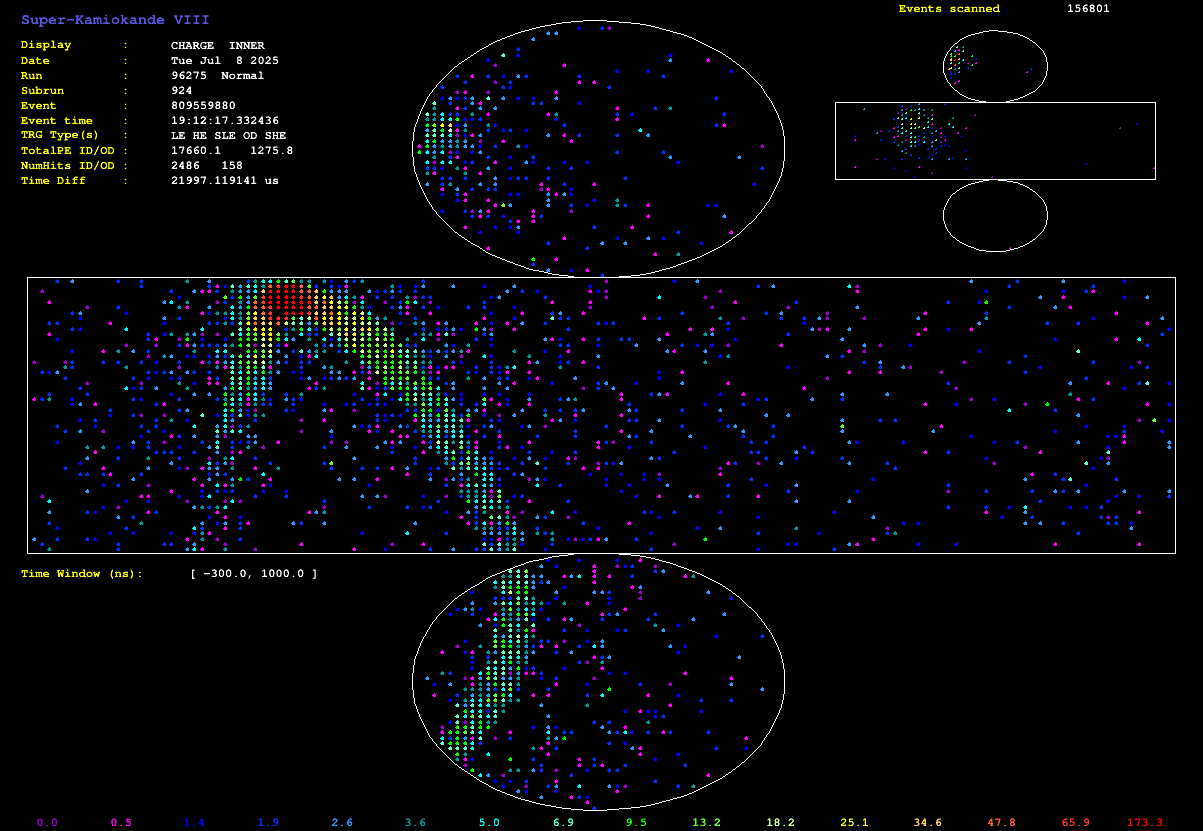 Super-Kamiokande VIII
Events scanned 156801
Display : CHARGE INNER
Date : Tue Jul 8 2025
Run : 96275 Normal
Subrun : 924
Event : 809559880
Event time : 19:12:17.332436
TRG Type(s) : LE HE SLE OD SHE
TotalPE ID/OD : 17660.1 1275.8
NumHits ID/OD : 2486 158
Time Diff : 21997.119141 us
Time Window (ns): [ -300.0, 1000.0 ]
0.0 0.5 1.4 1.9 2.6 3.6 5.0 6.9 9.5 13.2 18.2 25.1 34.6 47.8 65.9 173.3